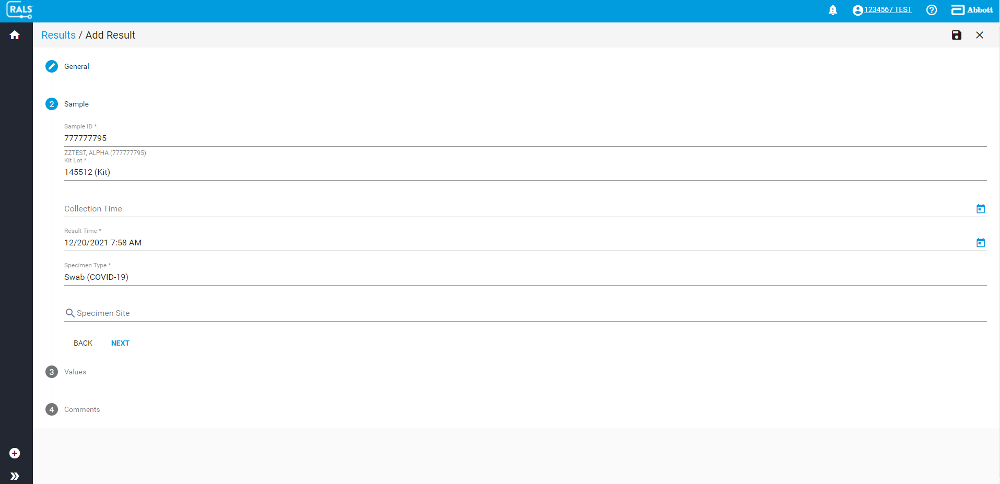 RALS
1234567 TEST
Abbott
Results / Add Result
General
2 Sample
Sample ID *
777777795
ZZTEST, ALPHA (777777795)
Kit Lot *
145512 (Kit)
Collection Time
Result Time *
12/20/2021 7:58 AM
Specimen Type *
Swab (COVID-19)
Specimen Site
BACK NEXT
3 Values
4 Comments